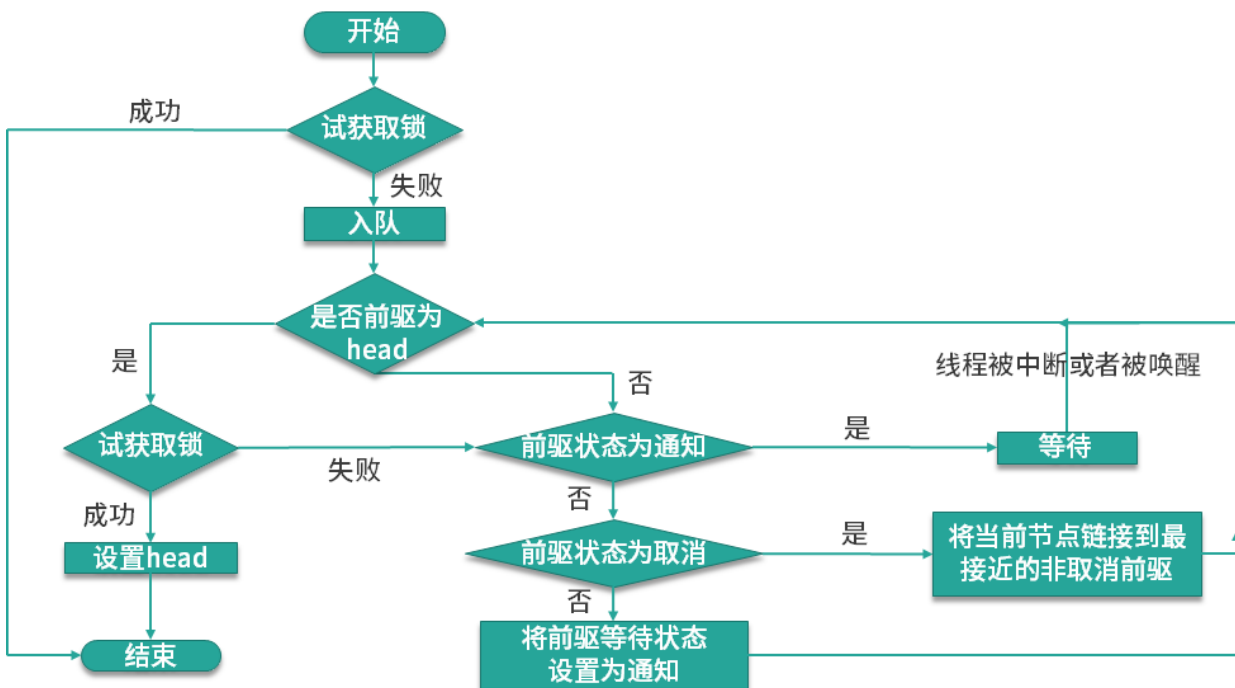 开始
成功
试获取锁
失败
入队
是否前驱为
head
是
否
线程被中断或者被唤醒
试获取锁
失败
前驱状态为通知
是
等待
成功
否
设置head
前驱状态为取消
是
将当前节点链接到最
接近的非取消前驱
否
结束
将前驱等待状态
设置为通知